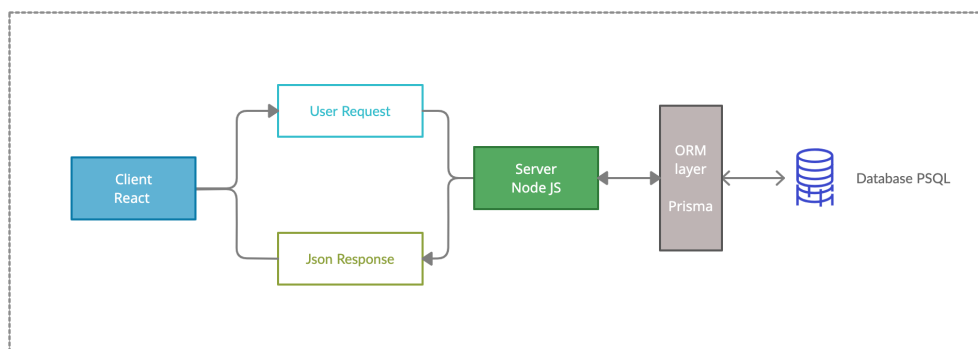 User Request
Client
React
Server
Node JS
ORM
layer
Prisma
Database PSQL
Json Response